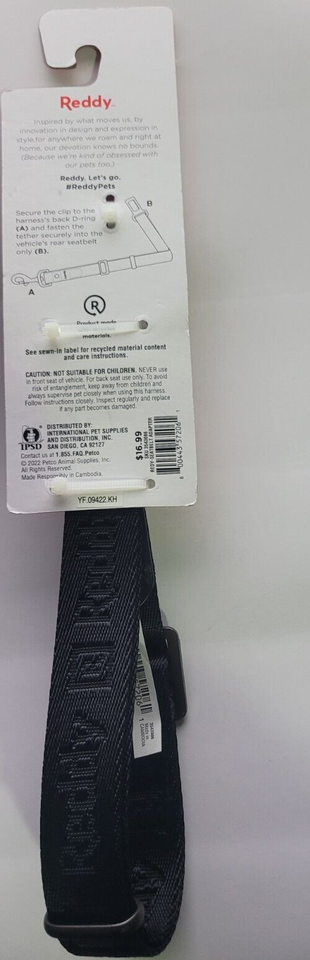 Reddy™
Inspired by what moves us, by
innovation in design and expression in
style,for anywhere we roam and right at
home, our devotion knows no bounds.
(Because we're kind of obsessed with
our pets too.)
Reddy. Let's go.
#ReddyPets
Secure the clip to the
harness's back D-ring
(A) and fasten the
tether securely into the
vehicle's rear seatbelt
only (B).
B
A
R
Product made
materials.
See sewn-in label for recycled material content
and care instructions.
CAUTION: NOT SUITABLE FOR CHILDREN. NEVER use
in front seat of vehicle. For back seat use only. To avoid
risk of entanglement, keep away from children and
always supervise pet closely when using this harness
Follow instructions closely. Inspect regularly and replace
if any part becomes damaged.
IPSD
DISTRIBUTED BY:
INTERNATIONAL PET SUPPLIES
AND DISTRIBUTION, INC.
SAN DIEGO, CA 92127
Contact us at 1.855.FAQ.Petco
© 2022 Petco Animal Supplies, Inc.
All Rights Reserved.
Made Responsibly in Cambodia.
$16.99
YF.09422.KH
Reddy
Reddy